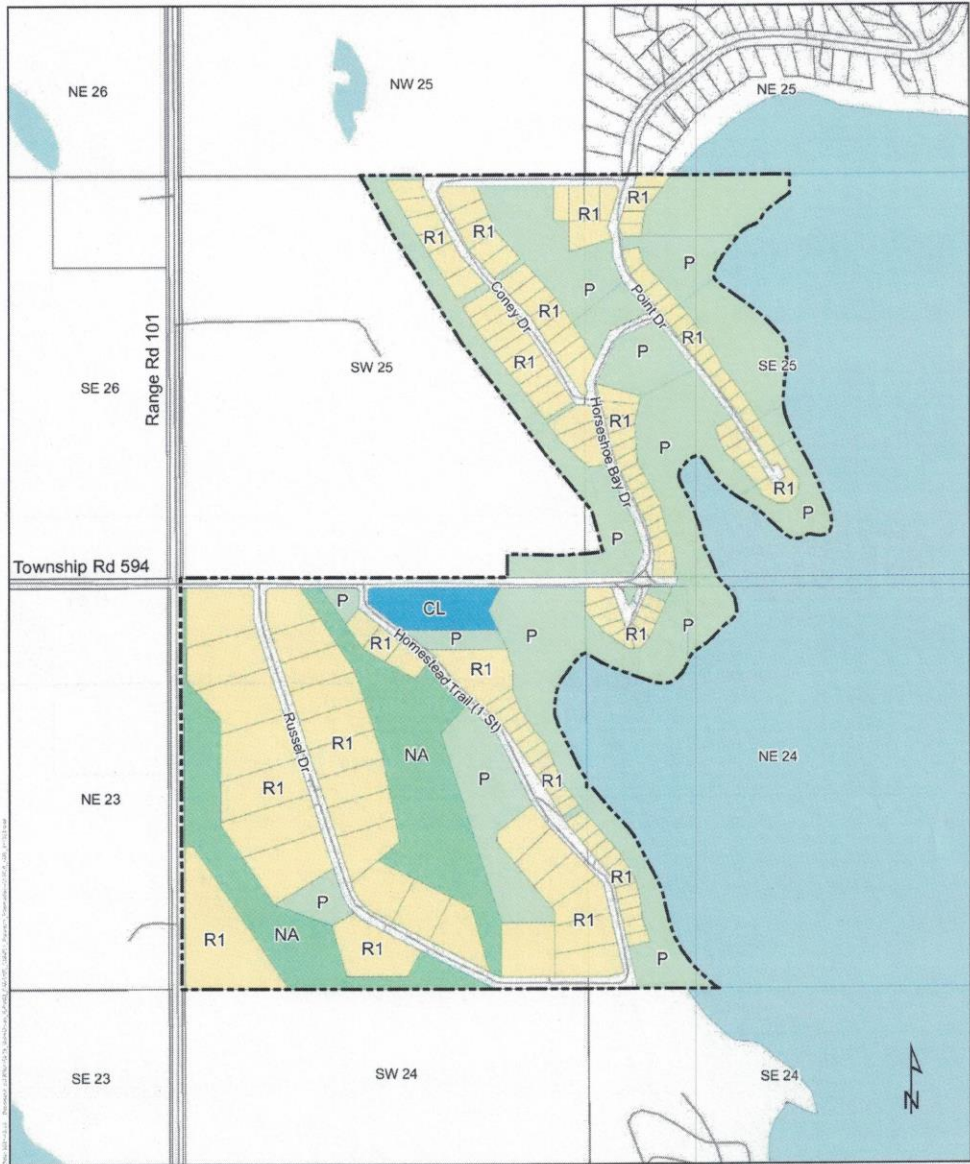 NE 26
NW 25
NE 25
R1
R1
R1
R1
P
P
Coney Dr
R1
Point Dr
R1
P
R1
SE 25
SW 25
SE 26
Range Rd 101
R1
Horseshoe Bay Dr
P
R1
P
P
Township Rd 594
P
CL
P
P
R1
R1
P
Homestead Trail (1 St)
R1
Russel Dr
R1
NA
P
R1
R1
NE 23
NE 24
R1
P
R1
NA
R1
R1
P
SE 23
SW 24
SE 24
N